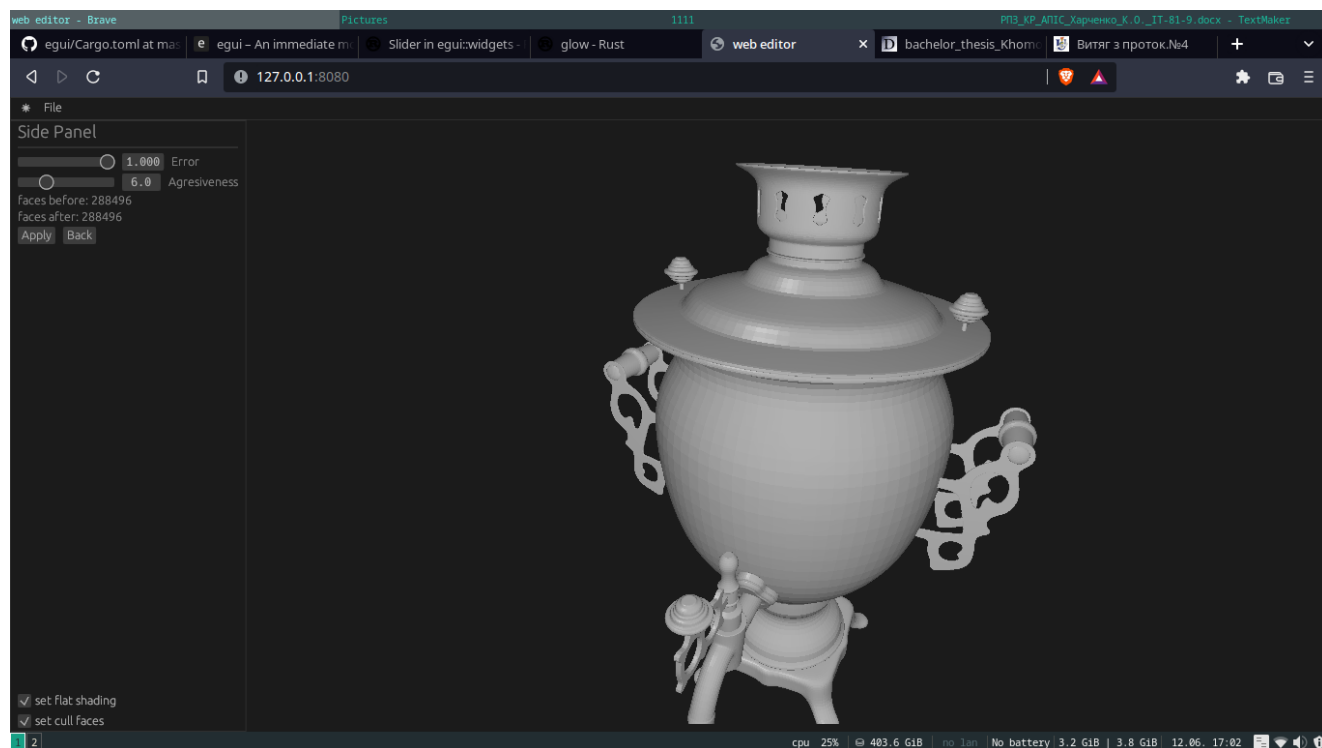 web editor - Brave Pictures 1111 РПЗ_КР_АПІС_Харченко_К.О._ІТ-81-9.docx - TextMaker
egui/Cargo.toml at mas egui – An immediate mo Slider in egui::widgets - glow - Rust web editor bachelor_thesis_Khomo Витяг з проток.№4
127.0.0.1:8080
File
Side Panel
1.000 Error
6.0 Agresiveness
faces before: 288496
faces after: 288496
Apply Back
set flat shading
set cull faces
1 2 cpu 25% 403.6 GiB no lan No battery 3.2 GiB | 3.8 GiB 12.06. 17:02